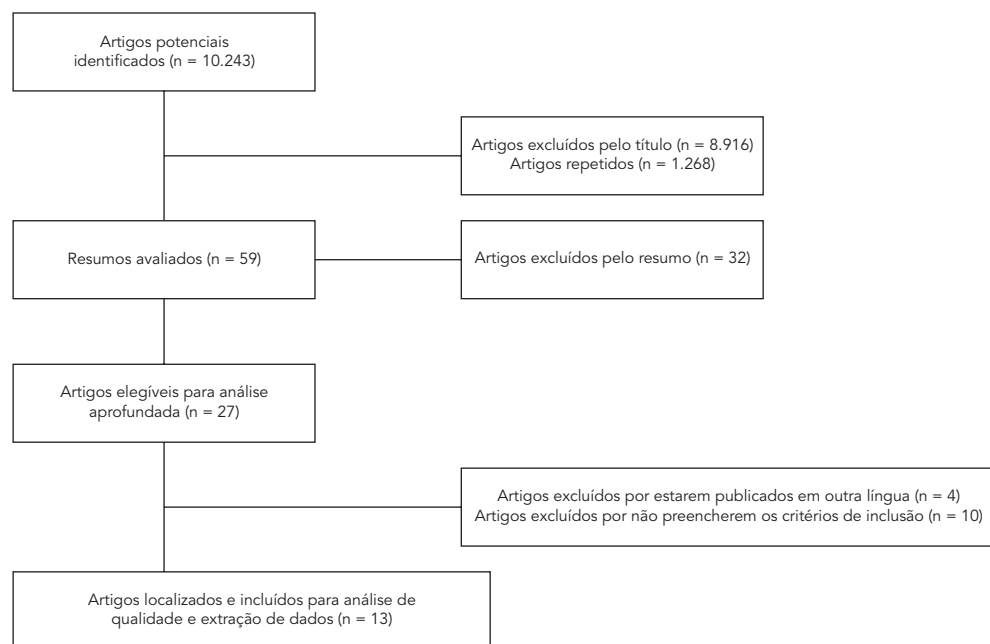 Artigos potenciais
identificados (n = 10.243)
Artigos excluídos pelo título (n = 8.916)
Artigos repetidos (n = 1.268)
Resumos avaliados (n = 59)
Artigos excluídos pelo resumo (n = 32)
Artigos elegíveis para análise
aprofundada (n = 27)
Artigos excluídos por estarem publicados em outra língua (n = 4)
Artigos excluídos por não preencherem os critérios de inclusão (n = 10)
Artigos localizados e incluídos para análise de
qualidade e extração de dados (n = 13)